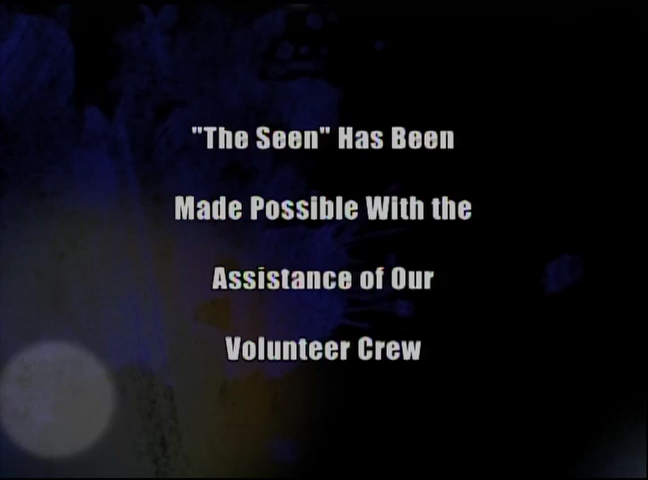 "The Seen" Has Been
Made Possible With the
Assistance of Our
Volunteer Crew